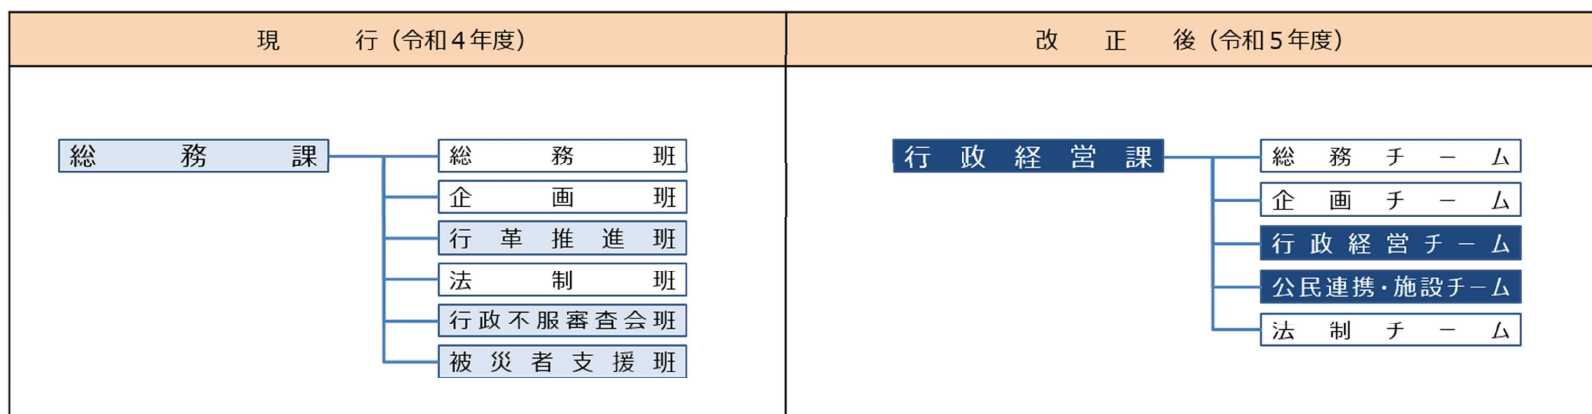 現行（令和４年度）
改正後（令和５年度）
総務課
総務班
企画班
行革推進班
法制班
行政不服審査会班
被災者支援班
行政経営課
総務チーム
企画チーム
行政経営チーム
公民連携・施設チーム
法制チーム